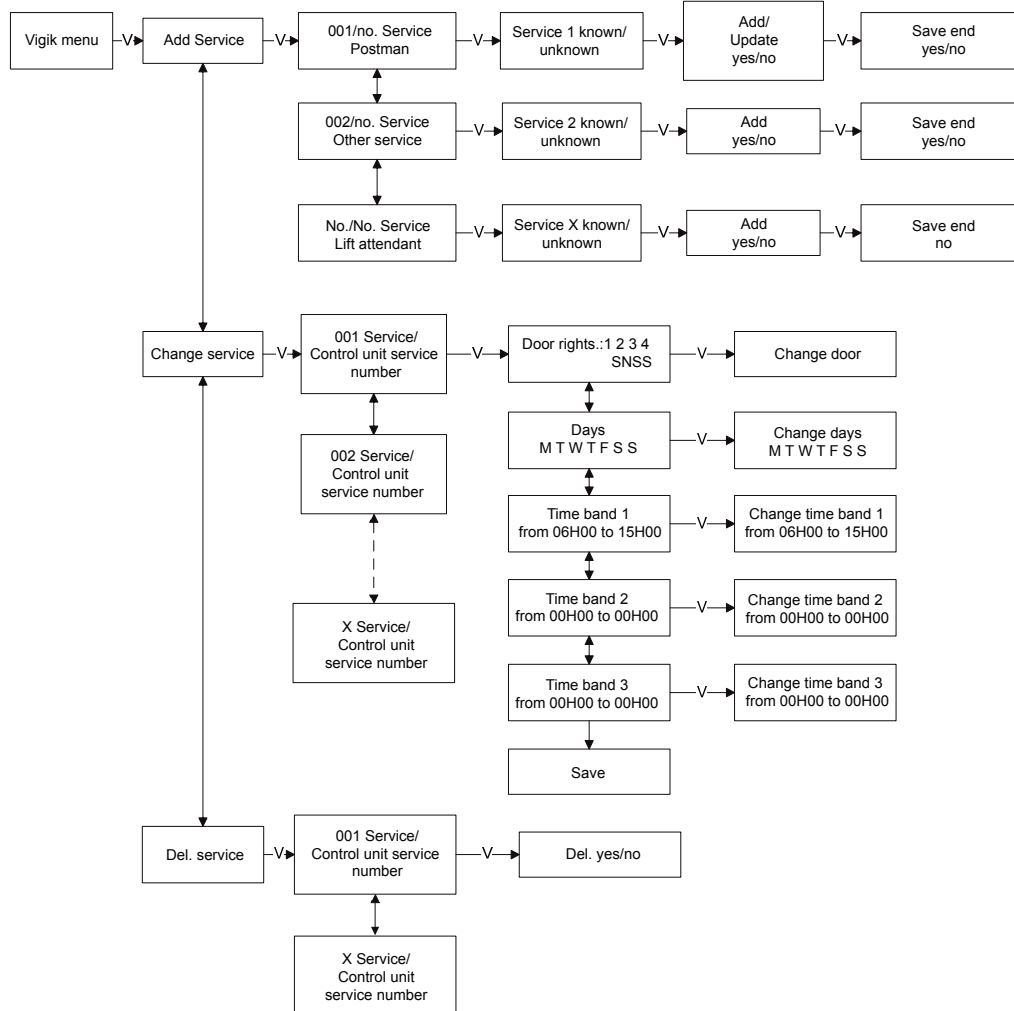 Vigik menu
V
Add Service
V
001/no. Service
Postman
V
Service 1 known/
unknown
V
Add/
Update
yes/no
V
Save end
yes/no
002/no. Service
Other service
V
Service 2 known/
unknown
V
Add
yes/no
V
Save end
yes/no
No./No. Service
Lift attendant
V
Service X known/
unknown
V
Add
yes/no
V
Save end
no
Change service
V
001 Service/
Control unit service
number
V
Door rights.:1 2 3 4
SNSS
V
Change door
002 Service/
Control unit
service number
Days
M T W T F S S
V
Change days
M T W T F S S
Time band 1
from 06H00 to 15H00
V
Change time band 1
from 06H00 to 15H00
X Service/
Control unit
service number
Time band 2
from 00H00 to 00H00
V
Change time band 2
from 00H00 to 00H00
Time band 3
from 00H00 to 00H00
V
Change time band 3
from 00H00 to 00H00
Save
Del. service
V
001 Service/
Control unit service
number
V
Del. yes/no
X Service/
Control unit
service number